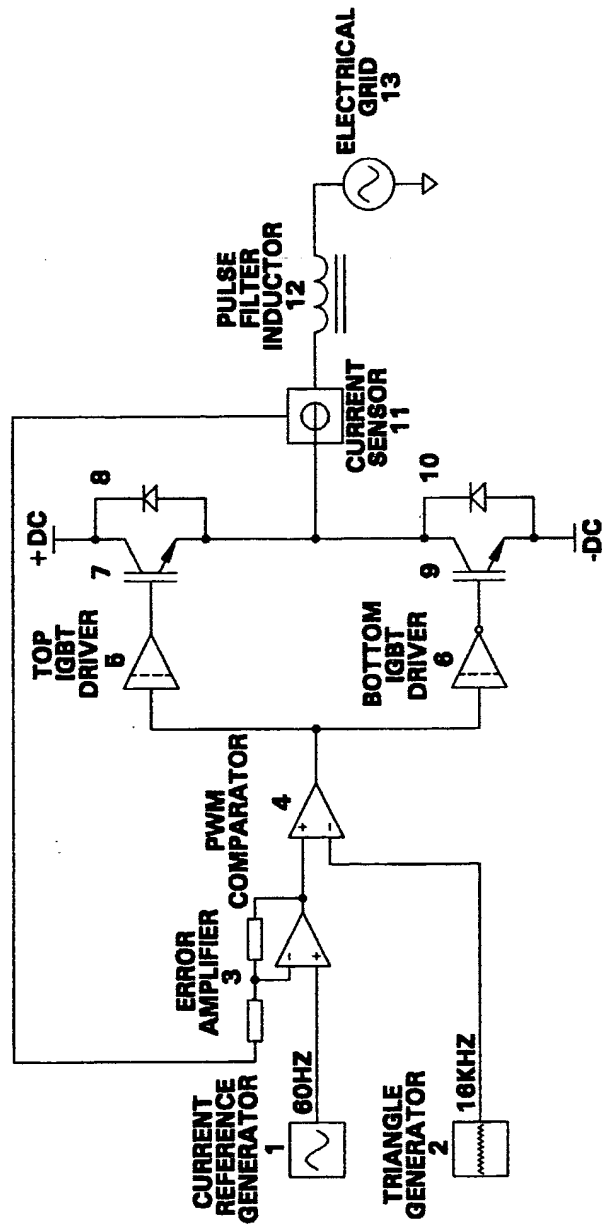 CURRENT
REFERENCE
GENERATOR
1
60HZ
TRIANGLE
GENERATOR
2
16KHZ
ERROR
AMPLIFIER
3
-
+
PWM
COMPARATOR
4
+
-
TOP
IGBT
DRIVER
5
BOTTOM
IGBT
DRIVER
6
+DC
7
8
9
10
-DC
CURRENT
SENSOR
11
PULSE
FILTER
INDUCTOR
12
ELECTRICAL
GRID
13